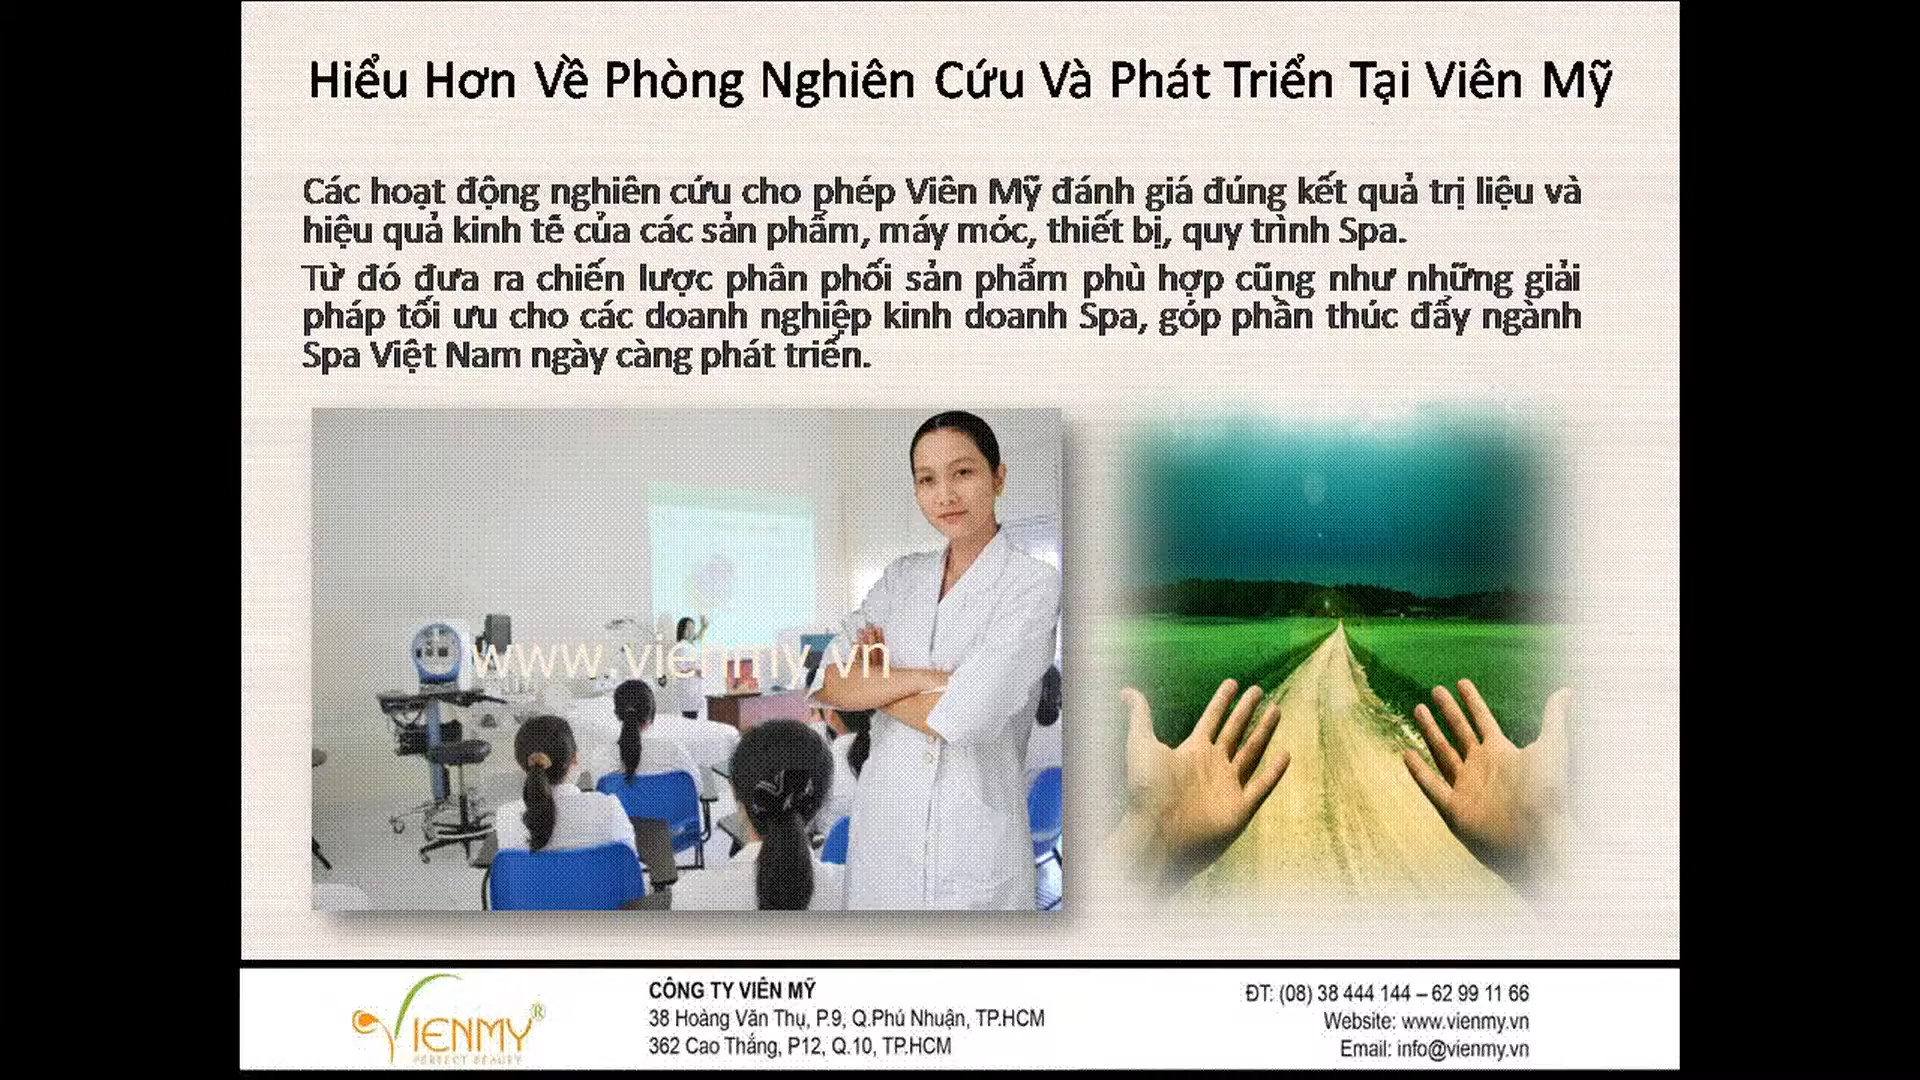 Hiểu Hơn Về Phòng Nghiên Cứu Và Phát Triển Tại Viên Mỹ
Các hoạt động nghiên cứu cho phép Viên Mỹ đánh giá đúng kết quả trị liệu và
hiệu quả kinh tế của các sản phẩm, máy móc, thiết bị, quy trình Spa.
Từ đó đưa ra chiến lược phân phối sản phẩm phù hợp cũng như những giải
pháp tối ưu cho các doanh nghiệp kinh doanh Spa, góp phần thúc đẩy ngành
Spa Việt Nam ngày càng phát triển.
www.vienmy.vn
VIENMY®
PERFECT BEAUTY
CÔNG TY VIÊN MỸ
38 Hoàng Văn Thụ, P.9, Q.Phú Nhuận, TP.HCM
362 Cao Thắng, P12, Q.10, TP.HCM
ĐT: (08) 38 444 144 – 62 99 11 66
Website: www.vienmy.vn
Email: info@vienmy.vn